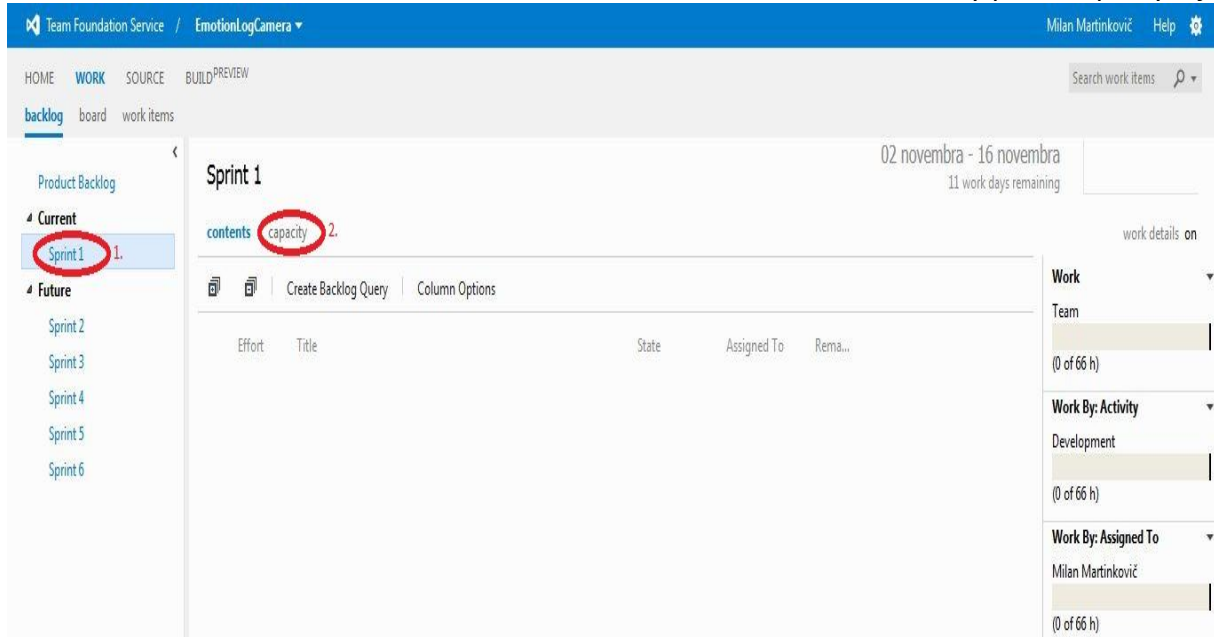 Team Foundation Service / EmotionLogCamera
Milan Martinkovič Help
HOME WORK SOURCE BUILD PREVIEW
Search work items
backlog board work items
Product Backlog
Current
Sprint 1 1.
Future
Sprint 2
Sprint 3
Sprint 4
Sprint 5
Sprint 6
Sprint 1
02 novembra - 16 novembra
11 work days remaining
contents capacity 2.
work details on
Create Backlog Query Column Options
Effort Title State Assigned To Rema...
Work
Team
(0 of 66 h)
Work By: Activity
Development
(0 of 66 h)
Work By: Assigned To
Milan Martinkovič
(0 of 66 h)